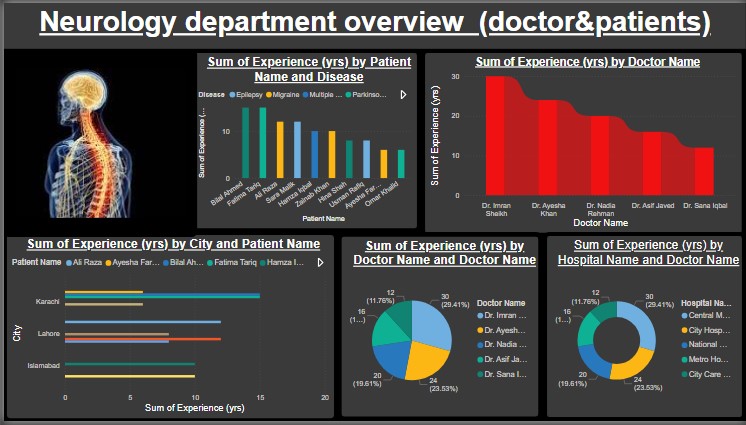 Neurology department overview (doctor&patients)
Sum of Experience (yrs) by Patient
Name and Disease
Disease Epilepsy Migraine Multiple ... Parkinso...
Sum of Experience (...
10
0
Bilal Ahmed
Fatima Tariq
Ali Raza
Sara Malik
Hamza Iqbal
Zainab Khan
Hina Shah
Usman Rafiq
Ayesha Far...
Omar Khalid
Patient Name
Sum of Experience (yrs) by Doctor Name
Sum of Experience (yrs)
30
20
10
0
Dr. Imran
Sheikh
Dr. Ayesha
Khan
Dr. Nadia
Rehman
Dr. Asif Javed
Dr. Sana Iqbal
Doctor Name
Sum of Experience (yrs) by City and Patient Name
Patient Name Ali Raza Ayesha Far... Bilal Ah... Fatima Tariq Hamza I...
City
Karachi
Lahore
Islamabad
0 5 10 15 20
Sum of Experience (yrs)
Sum of Experience (yrs) by
Doctor Name and Doctor Name
12
(11.76%)
30
(29.41%)
16
(1...)
20
(19.61%)
24
(23.53%)
Doctor Name
Dr. Imran ...
Dr. Ayesh...
Dr. Nadia ...
Dr. Asif Ja...
Dr. Sana I...
Sum of Experience (yrs) by
Hospital Name and Doctor Name
12
(11.76%)
30
(29.41%)
16
(1...)
20
(19.61%)
24
(23.53%)
Hospital Na...
Central M...
City Hosp...
National ...
Metro Ho...
City Care ...